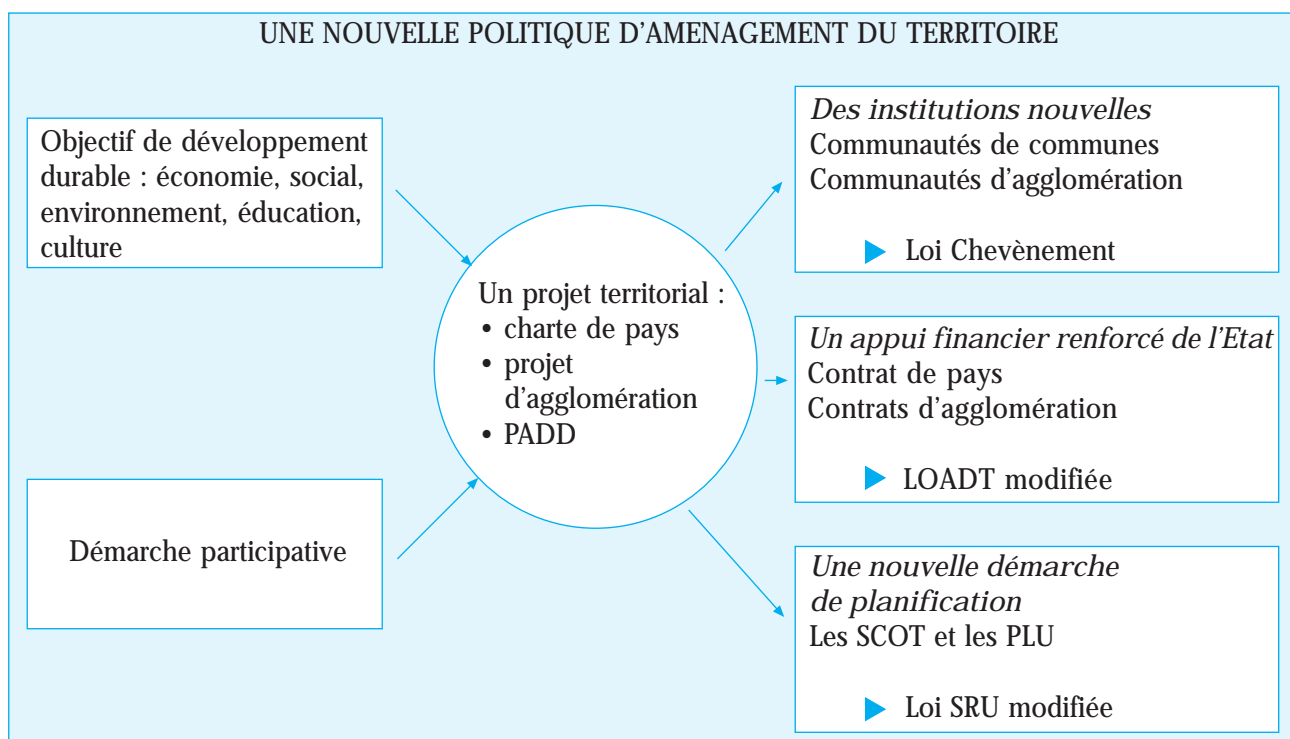 UNE NOUVELLE POLITIQUE D'AMENAGEMENT DU TERRITOIRE
Objectif de développement
durable : économie, social,
environnement, éducation,
culture
Démarche participative
Un projet territorial :
• charte de pays
• projet
d'agglomération
• PADD
Des institutions nouvelles
Communautés de communes
Communautés d'agglomération
Loi Chevènement
Un appui financier renforcé de l'Etat
Contrat de pays
Contrats d'agglomération
LOADT modifiée
Une nouvelle démarche
de planification
Les SCOT et les PLU
Loi SRU modifiée